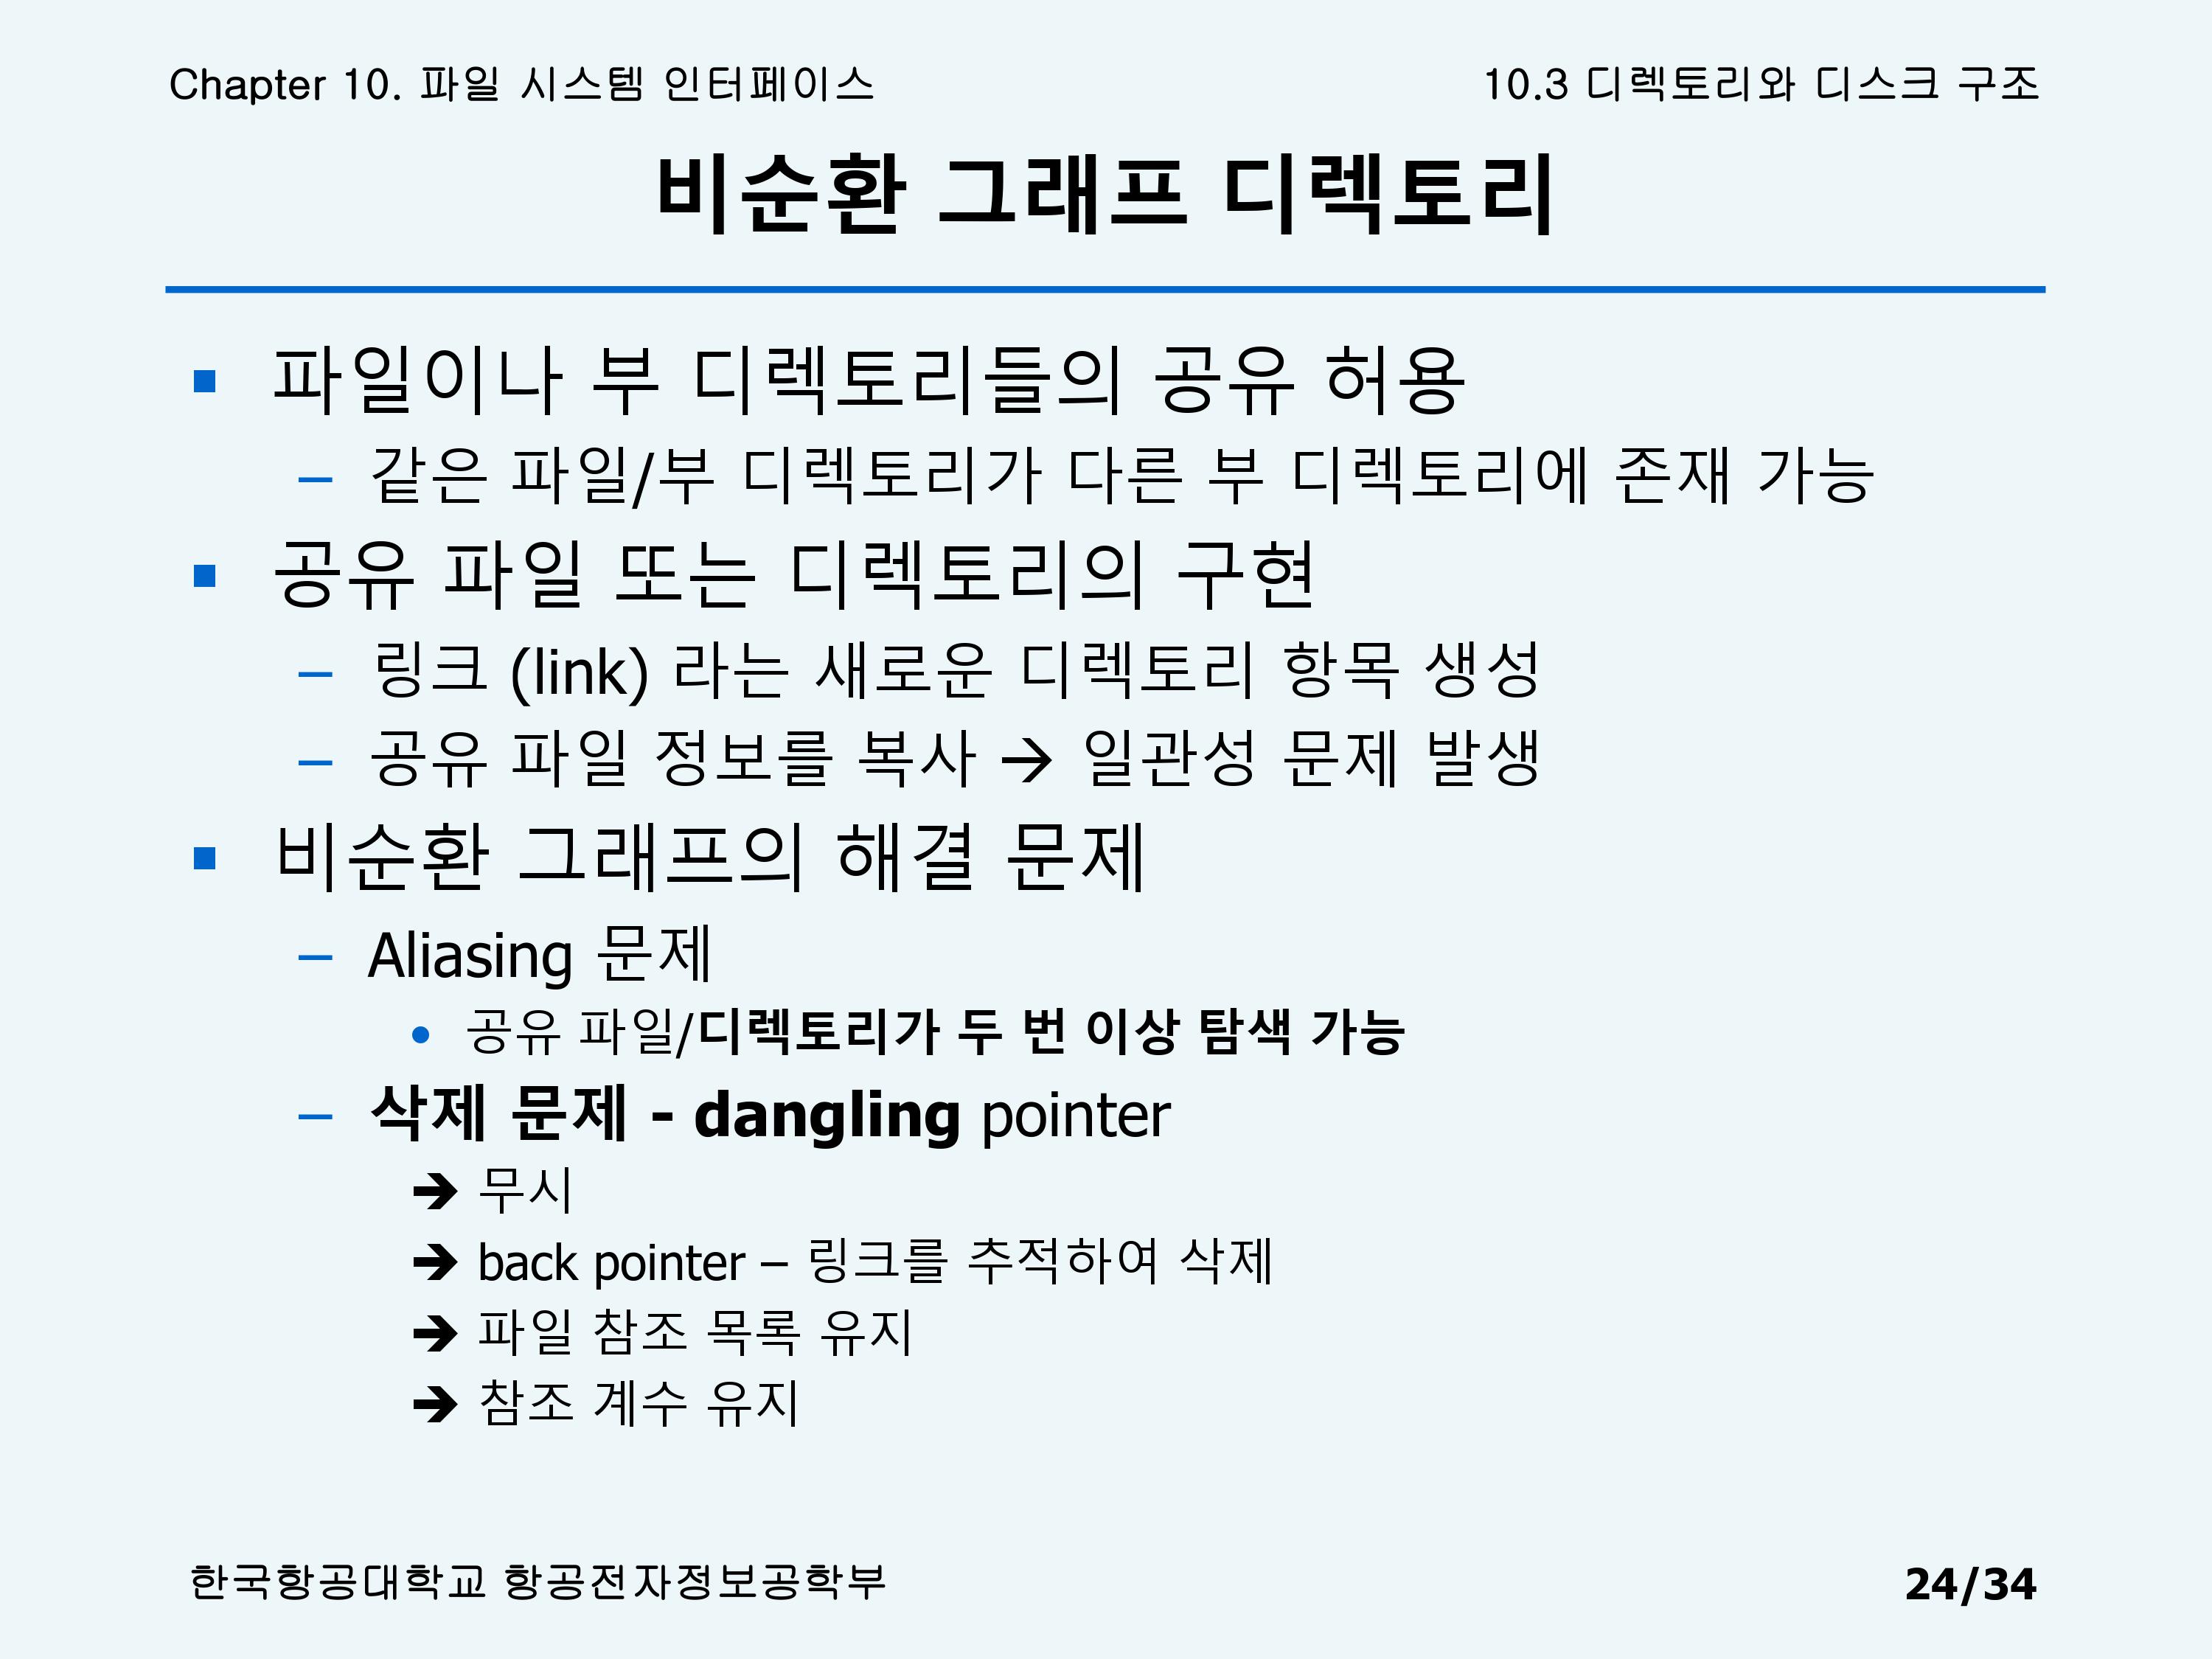 Chapter 10. 파일 시스템 인터페이스
10.3 디렉토리와 디스크 구조
비순환 그래프 디렉토리
▪ 파일이나 부 디렉토리들의 공유 허용
– 같은 파일/부 디렉토리가 다른 부 디렉토리에 존재 가능
▪ 공유 파일 또는 디렉토리의 구현
– 링크 (link) 라는 새로운 디렉토리 항목 생성
– 공유 파일 정보를 복사 → 일관성 문제 발생
▪ 비순환 그래프의 해결 문제
– Aliasing 문제
• 공유 파일/디렉토리가 두 번 이상 탐색 가능
– 삭제 문제 - dangling pointer
➔ 무시
➔ back pointer – 링크를 추적하여 삭제
➔ 파일 참조 목록 유지
➔ 참조 계수 유지
한국항공대학교 항공전자정보공학부
24/34